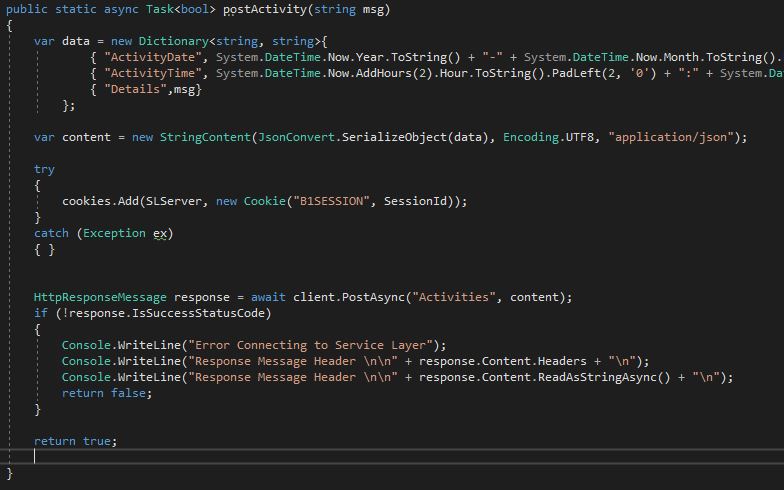 public static async Task<bool> postActivity(string msg)
{
var data = new Dictionary<string, string>{
{ "ActivityDate", System.DateTime.Now.Year.ToString() + "-" + System.DateTime.Now.Month.ToString().
{ "ActivityTime", System.DateTime.Now.AddHours(2).Hour.ToString().PadLeft(2, '0') + ":" + System.Da
{ "Details",msg}
};
var content = new StringContent(JsonConvert.SerializeObject(data), Encoding.UTF8, "application/json");
try
{
cookies.Add(SLServer, new Cookie("B1SESSION", SessionId));
}
catch (Exception ex)
{ }
HttpResponseMessage response = await client.PostAsync("Activities", content);
if (!response.IsSuccessStatusCode)
{
Console.WriteLine("Error Connecting to Service Layer");
Console.WriteLine("Response Message Header \n\n" + response.Content.Headers + "\n");
Console.WriteLine("Response Message Header \n\n" + response.Content.ReadAsStringAsync() + "\n");
return false;
}
return true;
}